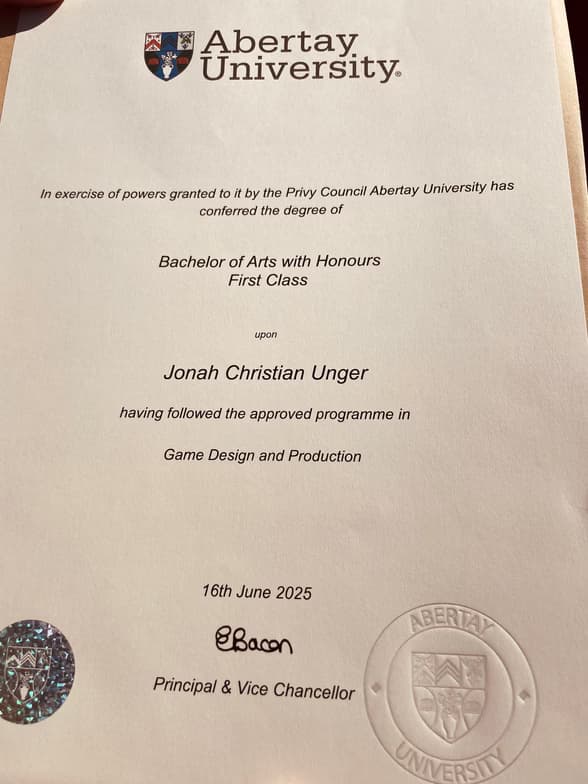 Abertay
University®
In exercise of powers granted to it by the Privy Council Abertay University has
conferred the degree of
Bachelor of Arts with Honours
First Class
upon
Jonah Christian Unger
having followed the approved programme in
Game Design and Production
16th June 2025
EBacon
Principal & Vice Chancellor
ABERTAY
UNIVERSITY